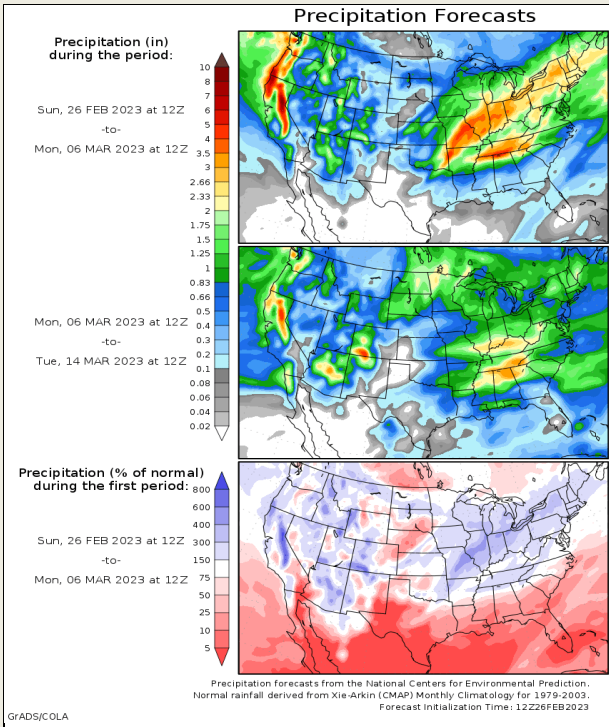 Precipitation Forecasts
Precipitation (in)
during the period:
Sun, 26 FEB 2023 at 12Z
-to-
Mon, 06 MAR 2023 at 12Z
10
8
7
6
5
4
3.5
3
2.66
2.33
2
1.75
1.5
1.25
1
0.83
0.66
0.5
0.4
0.3
0.2
0.1
0.08
0.06
0.04
0.02
Mon, 06 MAR 2023 at 12Z
-to-
Tue, 14 MAR 2023 at 12Z
Precipitation (% of normal)
during the first period:
Sun, 26 FEB 2023 at 12Z
-to-
Mon, 06 MAR 2023 at 12Z
800
600
400
300
150
75
50
25
10
5
Precipitation forecasts from the National Centers for Environmental Prediction.
Normal rainfall derived from Xie-Arkin (CMAP) Monthly Climatology for 1979-2003.
Forecast Initialization Time: 12Z26FEB2023
GrADS/COLA